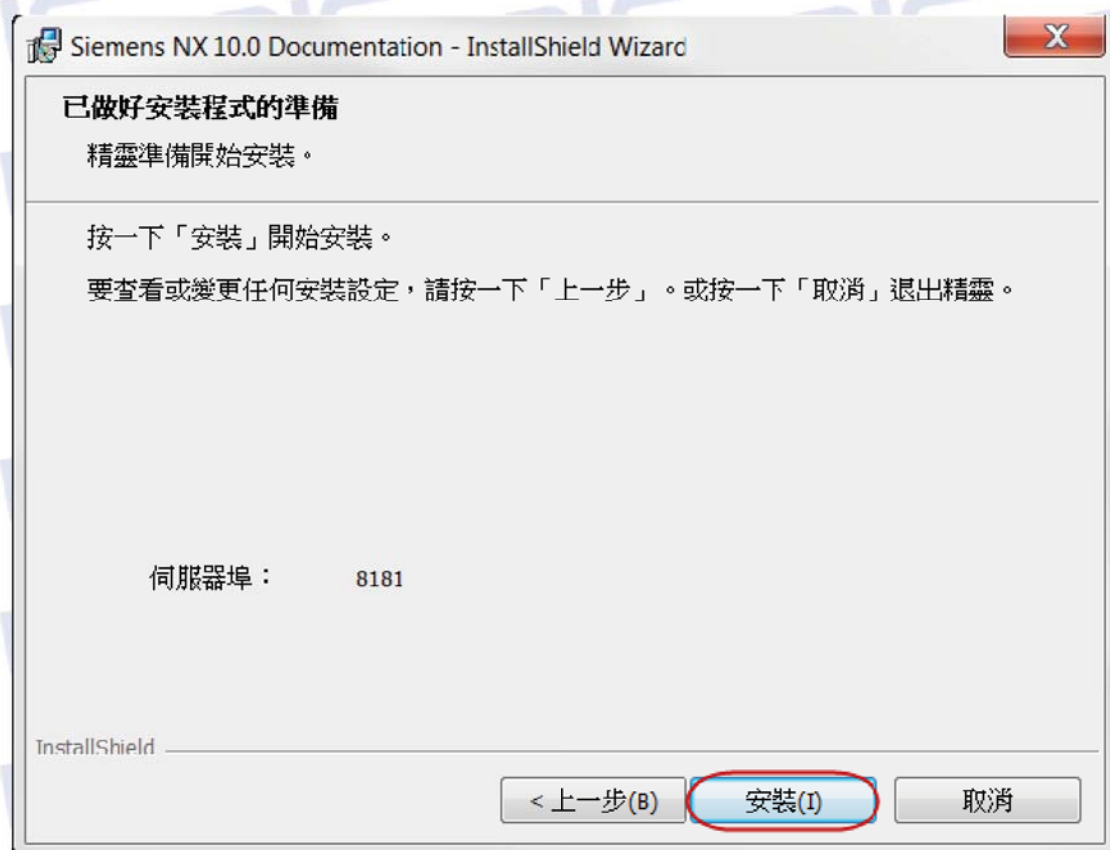 Siemens NX 10.0 Documentation - InstallShield Wizard
已做好安裝程式的準備
精靈準備開始安裝。
按一下「安裝」開始安裝。
要查看或變更任何安裝設定，請按一下「上一步」。或按一下「取消」退出精靈。
伺服器埠： 8181
InstallShield
< 上一步(B) 安裝(I) 取消